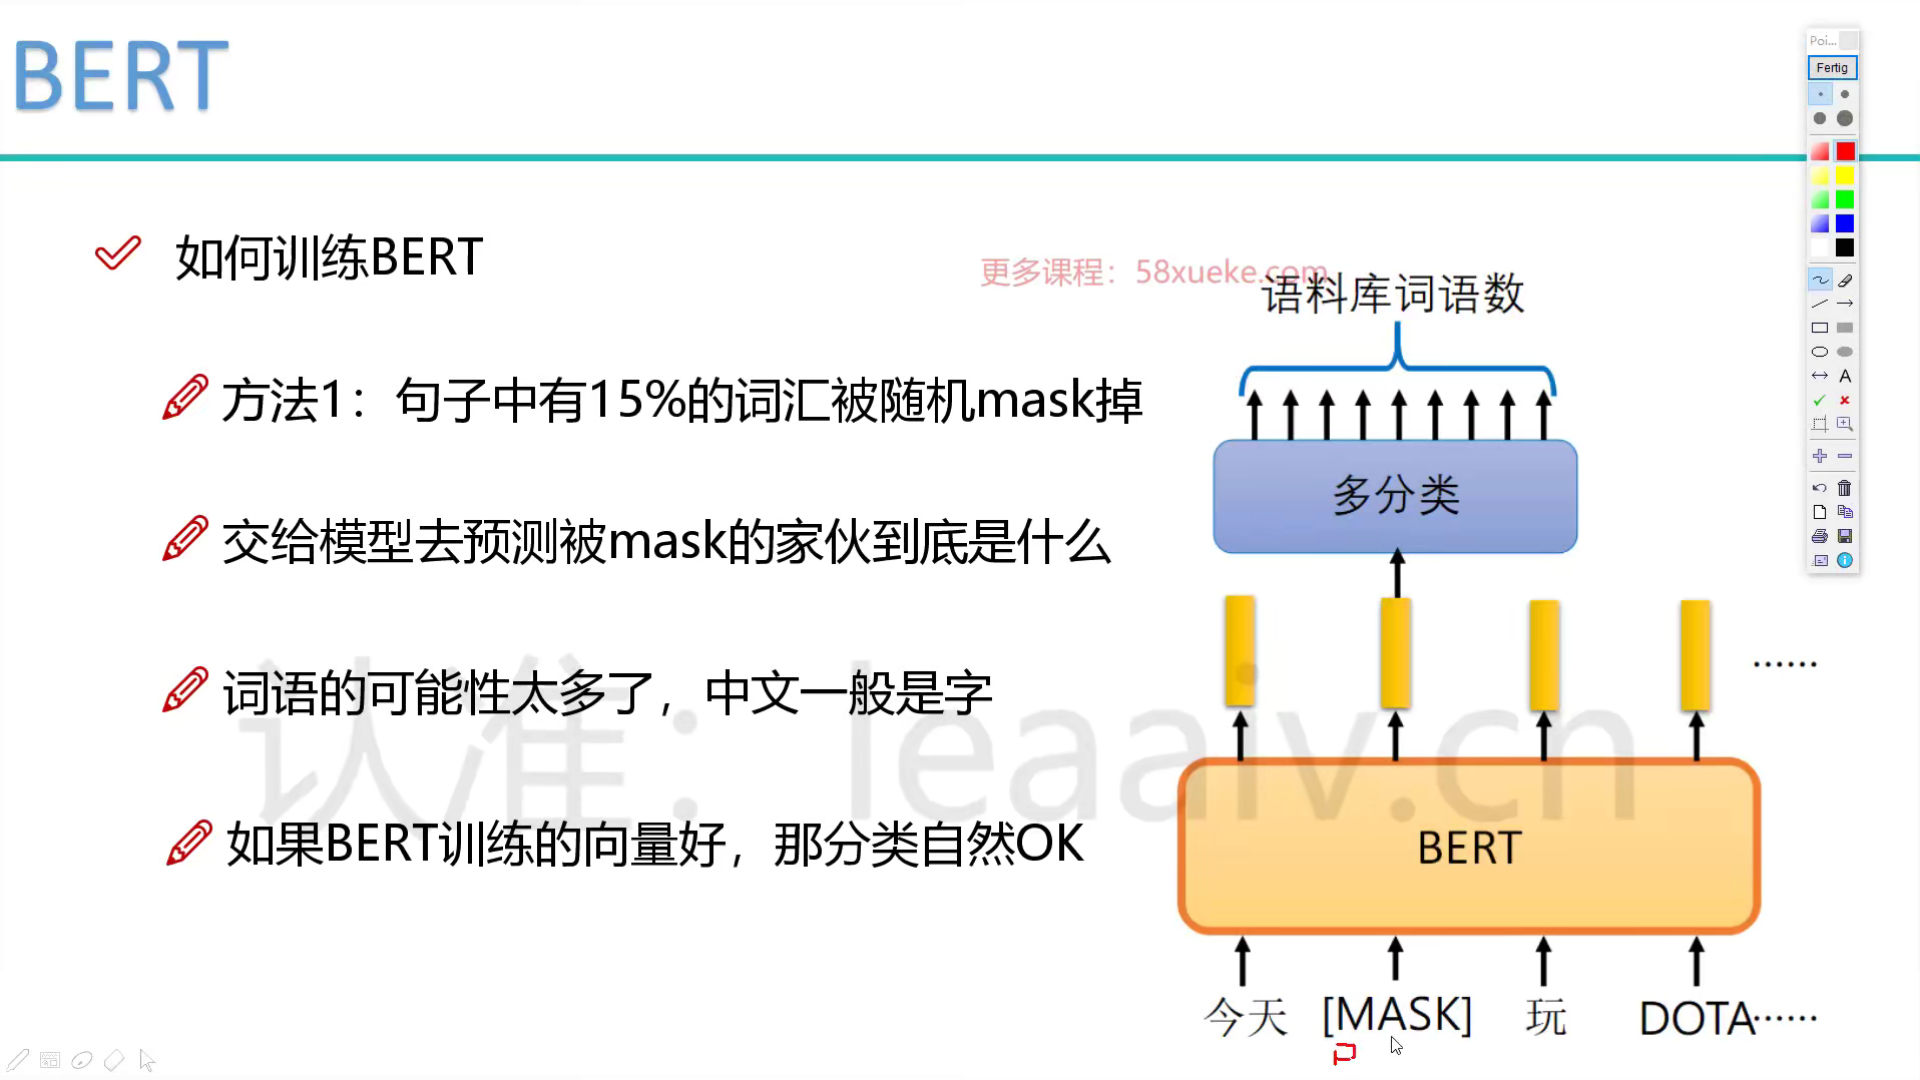 BERT
Poi...
Fertig
如何训练BERT
更多课程：58xueke.com
语料库词语数
方法1：句子中有15%的词汇被随机mask掉
A
多分类
交给模型去预测被mask的家伙到底是什么
词语的可能性太多了，中文一般是字
······
认准：leaaiv.cn
如果BERT训练的向量好，那分类自然OK
BERT
今天 [MASK] 玩 DOTA······